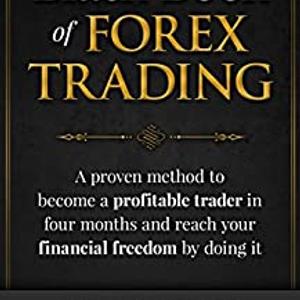 of FOREX
TRADING
A proven method to
become a profitable trader in
four months and reach your
financial freedom by doing it